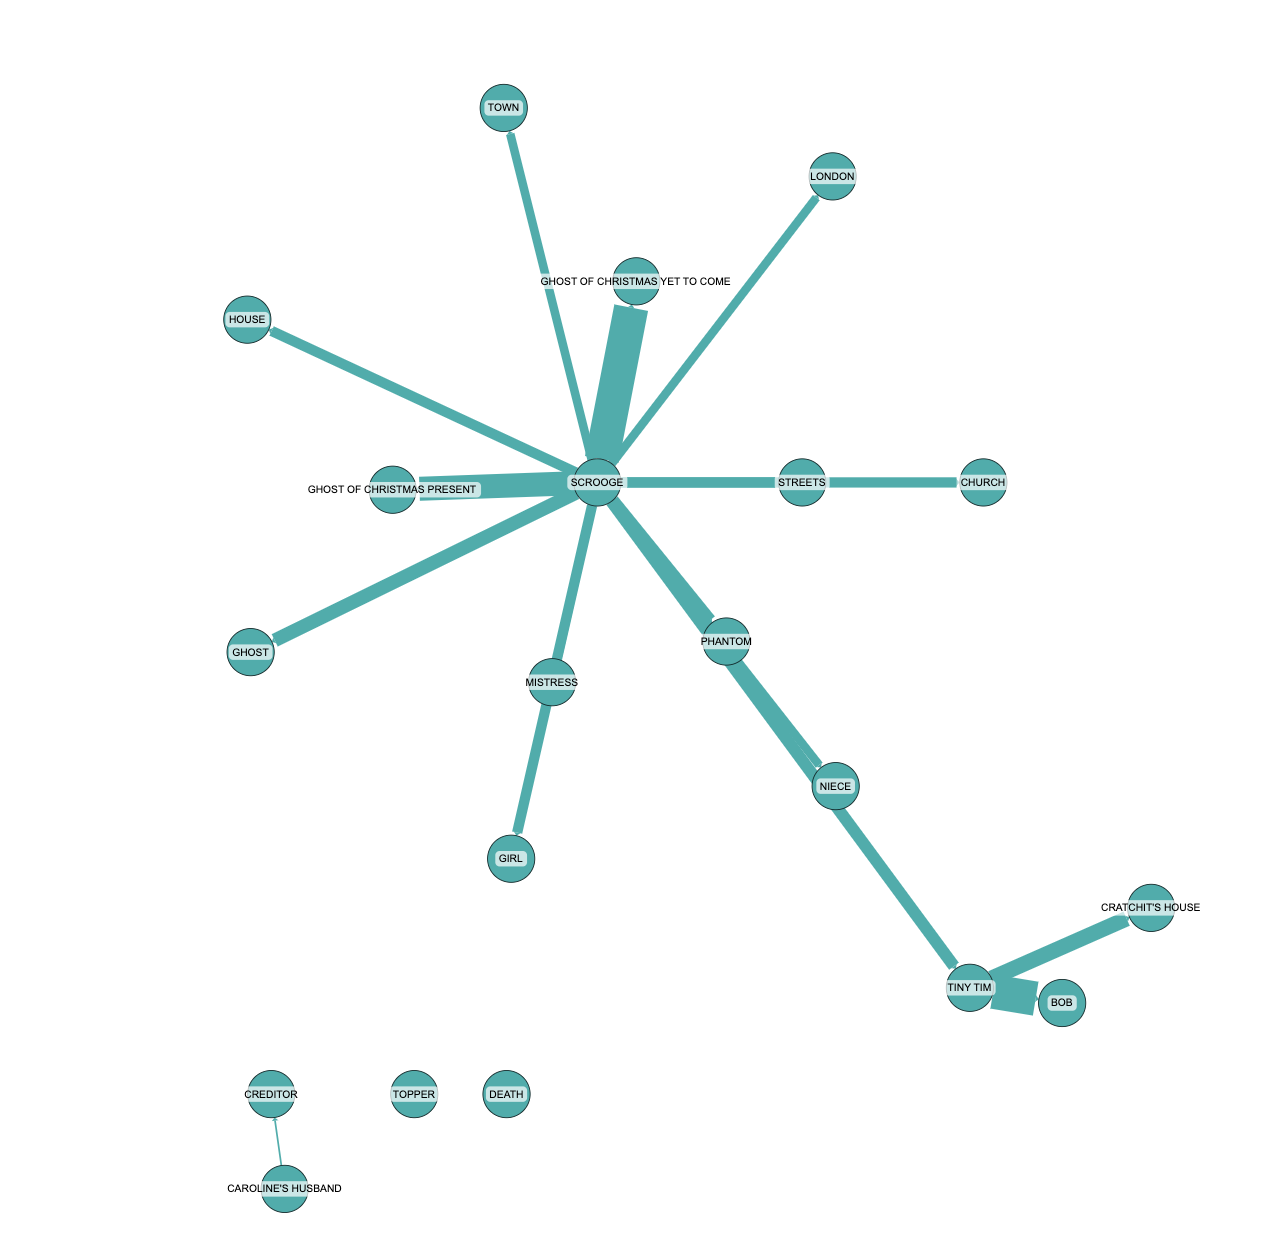 TOWN
LONDON
GHOST OF CHRISTMAS YET TO COME
HOUSE
SCROOGE
STREETS
CHURCH
GHOST OF CHRISTMAS PRESENT
PHANTOM
GHOST
MISTRESS
NIECE
GIRL
CRATCHIT'S HOUSE
TINY TIM
BOB
CREDITOR
TOPPER
DEATH
CAROLINE'S HUSBAND